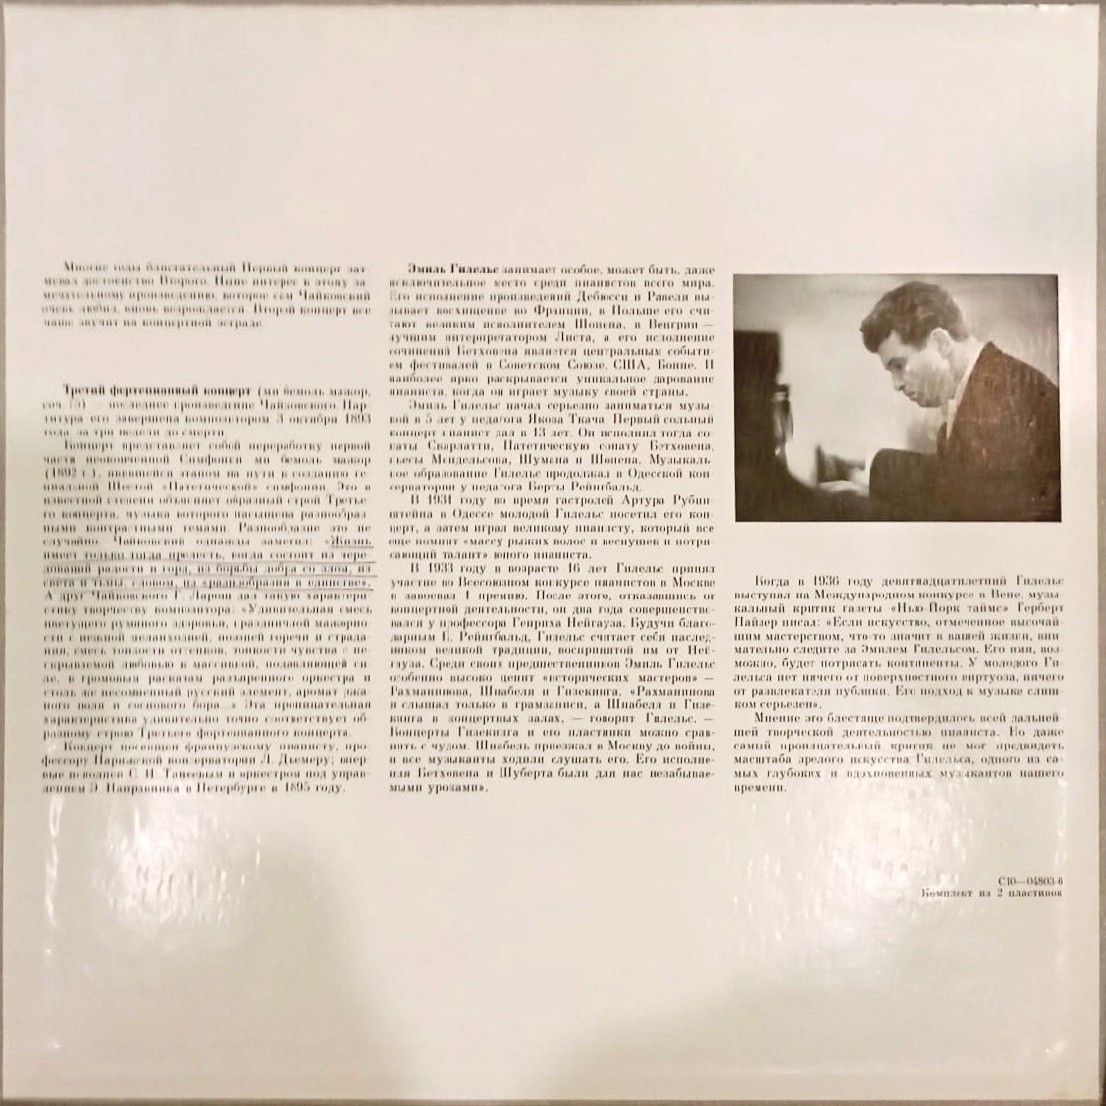 Многие годы блистательный Первый концерт зат-
мевал достоинство Второго. Ныне интерес к этому за-
мечательному произведению, которое сам Чайковский
очень любил, вновь возрождается. Второй концерт все
чаще звучит на концертной эстраде.
Третий фортепианный концерт (ми бемоль мажор,
соч. 75) — последнее произведение Чайковского. Пар-
титура его завершена композитором 3 октября 1893
года за три недели до смерти.
Концерт представляет собой переработку первой
части неоконченной Симфонии ми бемоль мажор
(1892 г.), явившейся этапом на пути к созданию ге-
ниальной Шестой «Патетической» симфонии. Это в
известной степени объясняет образный строй Третье-
го концерта, музыка которого насыщена разнообраз-
ными контрастными темами. Разнообразие это не
случайно. Чайковский однажды заметил: «Жизнь
имеет только тогда прелесть, когда состоит из чере-
дований радости и горя, из борьбы добра со злом, из
света и тьмы, словом, из «разнообразия в единстве».
А друг Чайковского Г. Ларош дал такую характери-
стику творчеству композитора: «Удивительная смесь
цветущего румяного здоровья, праздничной мажорно-
сти с нежной меланхолией, поздней горечи и страда-
ния, смесь тонкости оттенков, тонкости чувства с не-
скрываемой любовью к массивной, подавляющей си-
ле, к громовым раскатам разъяренного оркестра и
столь же несомненный русский элемент, аромат ржа-
ного поля и соснового бора...» Эта проницательная
характеристика удивительно точно соответствует об-
разному строю Третьего фортепианного концерта.
Концерт посвящен французскому пианисту, про-
фессору Парижской консерватории Л. Дьемеру; впер-
вые исполнен С. И. Танеевым и оркестром под управ-
лением Э. Направника в Петербурге в 1895 году.
Эмиль Гилельс занимает особое, может быть, даже
исключительное место среди пианистов всего мира.
Его исполнение произведений Дебюсси и Равеля вы-
зывает восхищение во Франции, в Польше его счи-
тают великим исполнителем Шопена, в Венгрии —
лучшим интерпретатором Листа, а его исполнение
сочинений Бетховена является центральным событи-
ем фестивалей в Советском Союзе, США, Бонне. И
наиболее ярко раскрывается уникальное дарование
пианиста, когда он играет музыку своей страны.
Эмиль Гилельс начал серьезно заниматься музы-
кой в 5 лет у педагога Якова Ткача. Первый сольный
концерт пианист дал в 13 лет. Он исполнил тогда со-
наты Скарлатти, Патетическую сонату Бетховена,
пьесы Мендельсона, Шумана и Шопена. Музыкаль-
ное образование Гилельс продолжал в Одесской кон-
серватории у педагога Берты Рейнгбальд.
В 1931 году во время гастролей Артура Рубин-
штейна в Одессе молодой Гилельс посетил его кон-
церт, а затем играл великому пианисту, который все
еще помнит «массу рыжих волос и веснушек и потря-
сающий талант» юного пианиста.
В 1933 году в возрасте 16 лет Гилельс принял
участие во Всесоюзном конкурсе пианистов в Москве
и завоевал 1 премию. После этого, отказавшись от
концертной деятельности, он два года совершенство-
вался у профессора Генриха Нейгауза. Будучи благо-
дарным Б. Рейнгбальд, Гилельс считает себя наслед-
ником великой традиции, воспринятой им от Ней-
гауза. Среди своих предшественников Эмиль Гилельс
особенно высоко ценит «исторических мастеров» —
Рахманинова, Шнабеля и Гизекинга. «Рахманинова
я слышал только в грамзаписи, а Шнабеля и Гизе-
кинга в концертных залах, — говорит Гилельс. —
Концерты Гизекинга и его пластинки можно срав-
нить с чудом. Шнабель приезжал в Москву до войны,
и все музыканты ходили слушать его. Его исполне-
ния Бетховена и Шуберта были для нас незабывае-
мыми уроками».
Когда в 1936 году девятнадцатилетний Гилельс
выступал на Международном конкурсе в Вене, музы-
кальный критик газеты «Нью-Йорк таймс» Герберт
Пайзер писал: «Если искусство, отмеченное высочай-
шим мастерством, что-то значит в вашей жизни, вни-
мательно следите за Эмилем Гилельсом. Его имя, воз-
можно, будет потрясать континенты. У молодого Ги-
лельса нет ничего от поверхностного виртуоза, ничего
от развлекателя публики. Его подход к музыке слиш-
ком серьезен».
Мнение это блестяще подтвердилось всей дальней-
шей творческой деятельностью пианиста. Но даже
самый проницательный критик не мог предвидеть
масштаба зрелого искусства Гилельса, одного из са-
мых глубоких и вдохновенных музыкантов нашего
времени.
С10—04803-6
Комплект из 2 пластинок